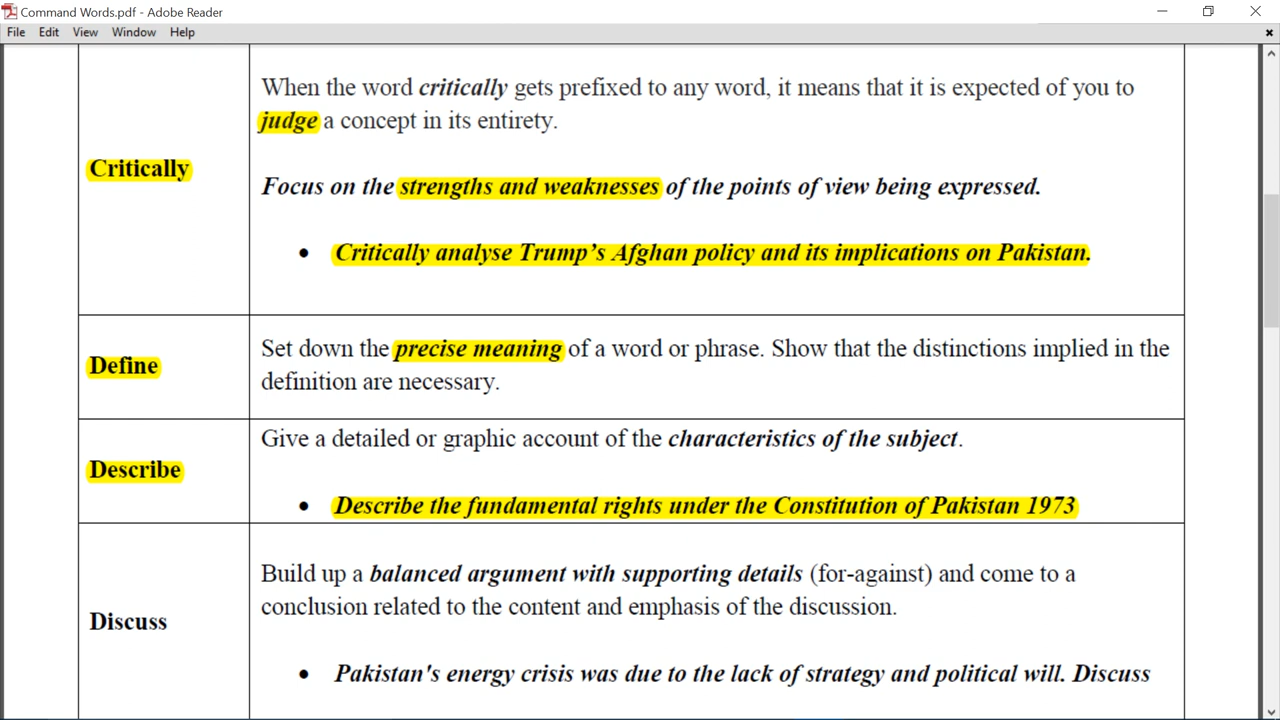 Command Words.pdf - Adobe Reader
File Edit View Window Help
When the word critically gets prefixed to any word, it means that it is expected of you to
judge a concept in its entirety.
Critically
Focus on the strengths and weaknesses of the points of view being expressed.
• Critically analyse Trump’s Afghan policy and its implications on Pakistan.
Set down the precise meaning of a word or phrase. Show that the distinctions implied in the
Define
definition are necessary.
Give a detailed or graphic account of the characteristics of the subject.
Describe
• Describe the fundamental rights under the Constitution of Pakistan 1973
Build up a balanced argument with supporting details (for-against) and come to a
conclusion related to the content and emphasis of the discussion.
Discuss
• Pakistan's energy crisis was due to the lack of strategy and political will. Discuss